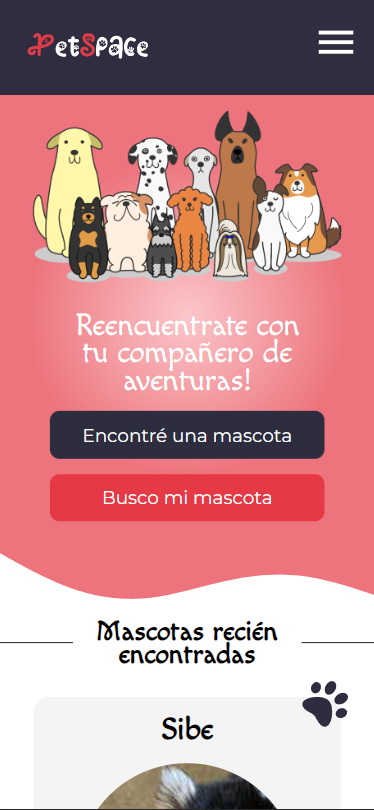 PetSpace
Reencuentrate con
tu compañero de
aventuras!
Encontré una mascota
Busco mi mascota
Mascotas recién
encontradas
Sibe